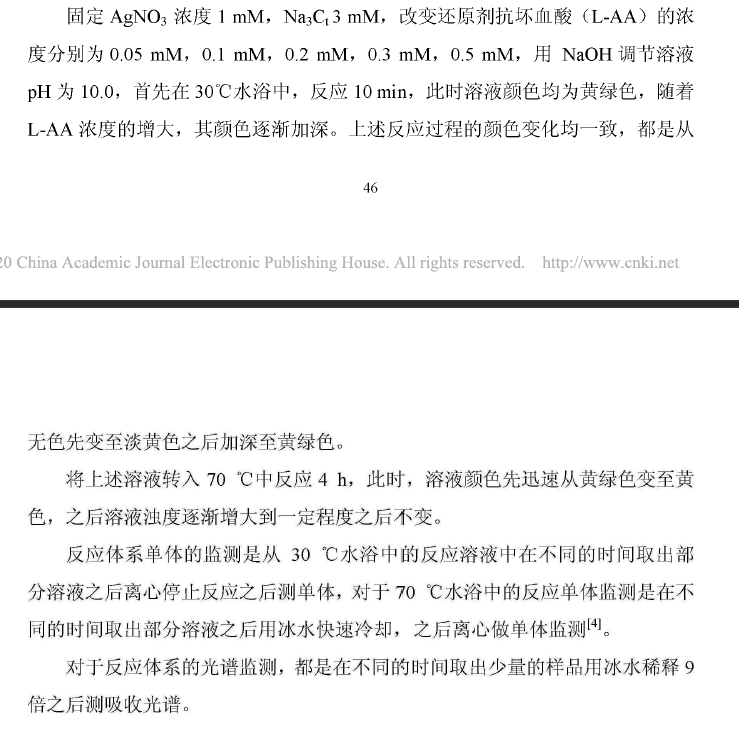 固定 AgNO₃ 浓度 1 mM，Na₃C_t 3 mM，改变还原剂抗坏血酸（L-AA）的浓
度分别为 0.05 mM，0.1 mM，0.2 mM，0.3 mM，0.5 mM，用 NaOH 调节溶液
pH 为 10.0，首先在 30℃水浴中，反应 10 min，此时溶液颜色均为黄绿色，随着
L-AA 浓度的增大，其颜色逐渐加深。上述反应过程的颜色变化均一致，都是从
46
20 China Academic Journal Electronic Publishing House. All rights reserved. http://www.cnki.net
无色先变至淡黄色之后加深至黄绿色。
将上述溶液转入 70 ℃中反应 4 h，此时，溶液颜色先迅速从黄绿色变至黄
色，之后溶液浊度逐渐增大到一定程度之后不变。
反应体系单体的监测是从 30 ℃水浴中的反应溶液中在不同的时间取出部
分溶液之后离心停止反应之后测单体，对于 70 ℃水浴中的反应单体监测是在不
同的时间取出部分溶液之后用冰水快速冷却，之后离心做单体监测[4]。
对于反应体系的光谱监测，都是在不同的时间取出少量的样品用冰水稀释 9
倍之后测吸收光谱。